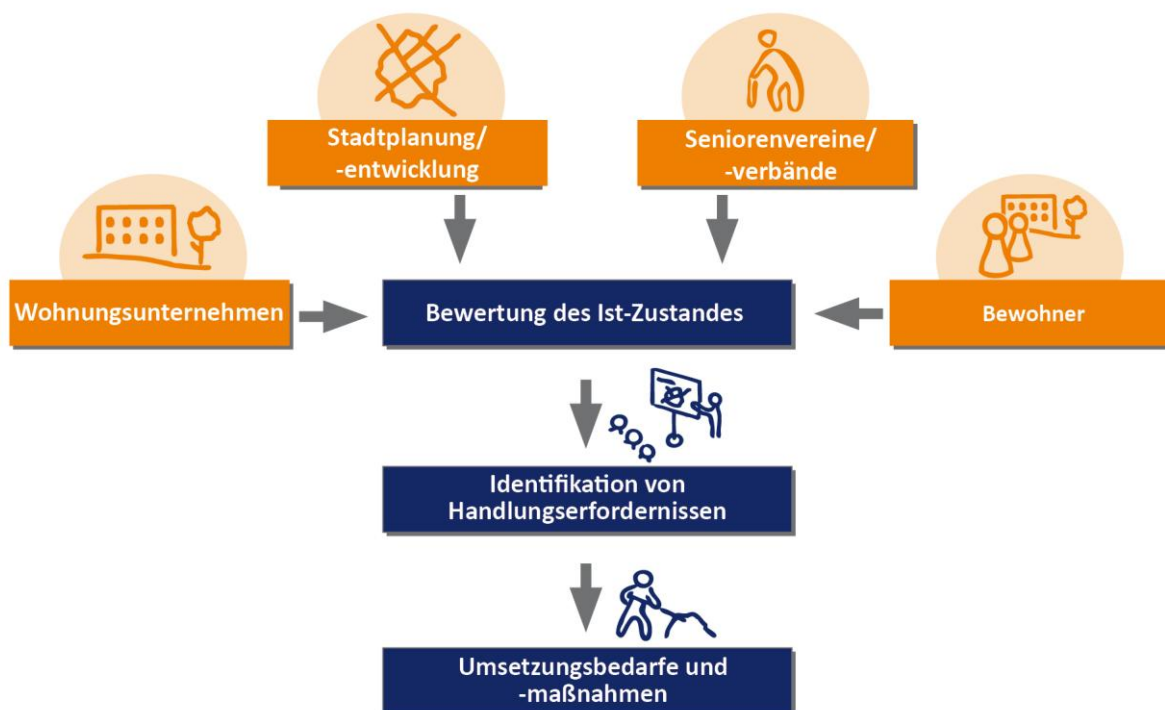 Stadtplanung/
-entwicklung
Seniorenvereine/
-verbände
Wohnungsunternehmen
Bewertung des Ist-Zustandes
Bewohner
Identifikation von
Handlungserfordernissen
Umsetzungsbedarfe und
-maßnahmen